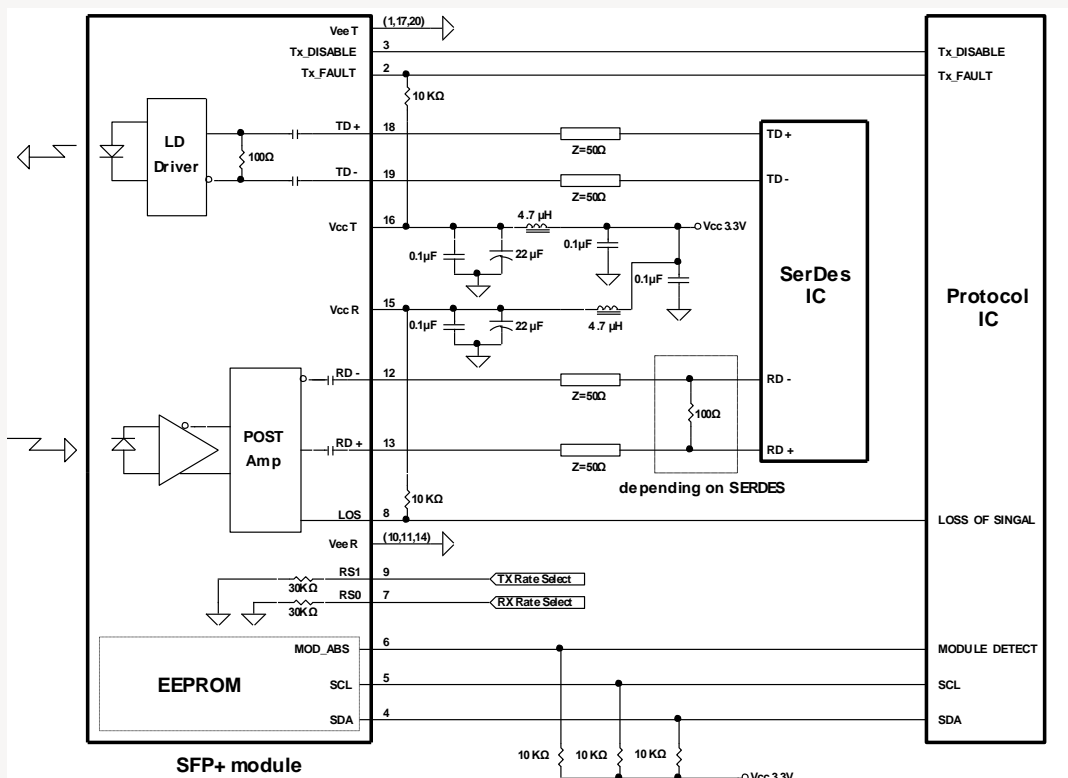 Vee T (1,17,20)
Tx_DISABLE 3 Tx_DISABLE
Tx_FAULT 2 Tx_FAULT
10 KΩ
LD
Driver
100Ω
TD + 18 Z=50Ω TD +
TD - 19 Z=50Ω TD -
Vcc T 16 4.7 µH Vcc 3.3V
0.1µF 22 µF 0.1µF
0.1µF
SerDes
IC
Protocol
IC
Vcc R 15
0.1µF 22 µF 4.7 µH
RD - 12 Z=50Ω RD -
100Ω
POST
Amp
RD + 13 Z=50Ω RD +
depending on SERDES
10 KΩ
LOS 8 LOSS OF SINGAL
Vee R (10,11,14)
RS1 9 TX Rate Select
30KΩ
RS0 7 RX Rate Select
30KΩ
MOD_ABS 6 MODULE DETECT
EEPROM
SCL 5 SCL
SDA 4 SDA
10 KΩ 10 KΩ 10 KΩ
Vcc 3.3V
SFP+ module